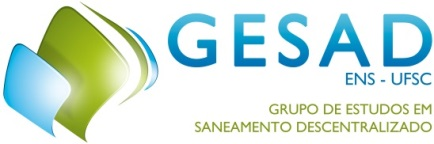 GESAD
ENS - UFSC
GRUPO DE ESTUDOS EM
SANEAMENTO DESCENTRALIZADO